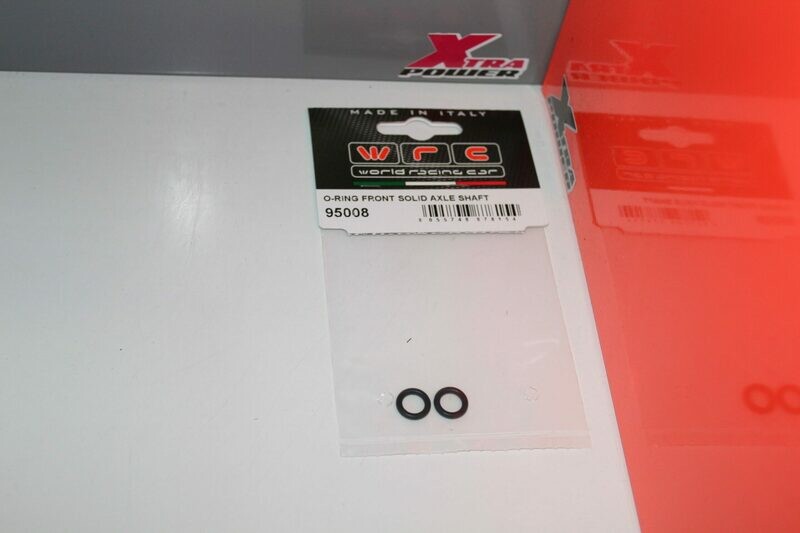 XTRA
POWER
MADE IN ITALY
wrc
world racing car
O-RING FRONT SOLID AXLE SHAFT
95008